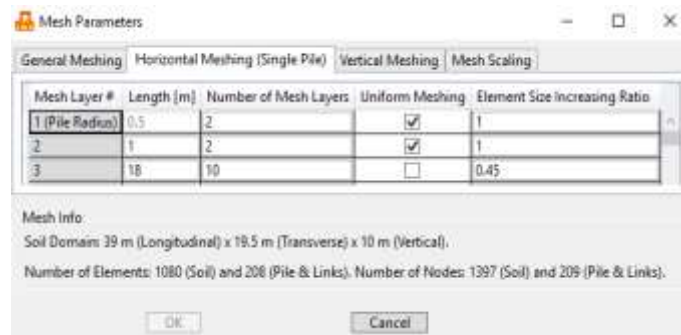 Mesh Parameters
General Meshing Horizontal Meshing (Single Pile) Vertical Meshing Mesh Scaling
Mesh Layer # Length [m] Number of Mesh Layers Uniform Meshing Element Size Increasing Ratio
1 (Pile Radius) 0.5 2 1
2 1 2 1
3 18 10 0.45
Mesh Info
Soil Domain: 39 m (Longitudinal) x 19.5 m (Transverse) x 10 m (Vertical).
Number of Elements: 1080 (Soil) and 208 (Pile & Links). Number of Nodes: 1397 (Soil) and 209 (Pile & Links).
OK Cancel